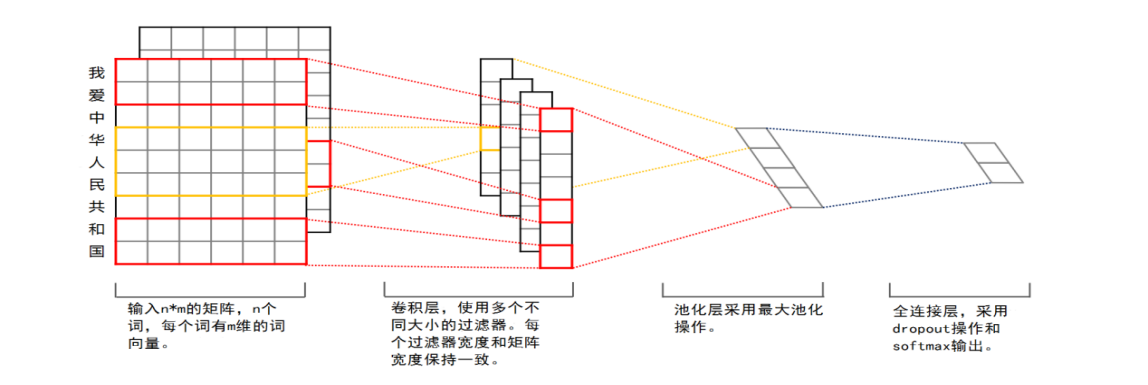 我
爱
中
华
人
民
共
和
国
输入n*m的矩阵，n个
词，每个词有m维的词
向量。
卷积层，使用多个不
同大小的过滤器。每
个过滤器宽度和矩阵
宽度保持一致。
池化层采用最大池化
操作。
全连接层，采用
dropout操作和
softmax输出。